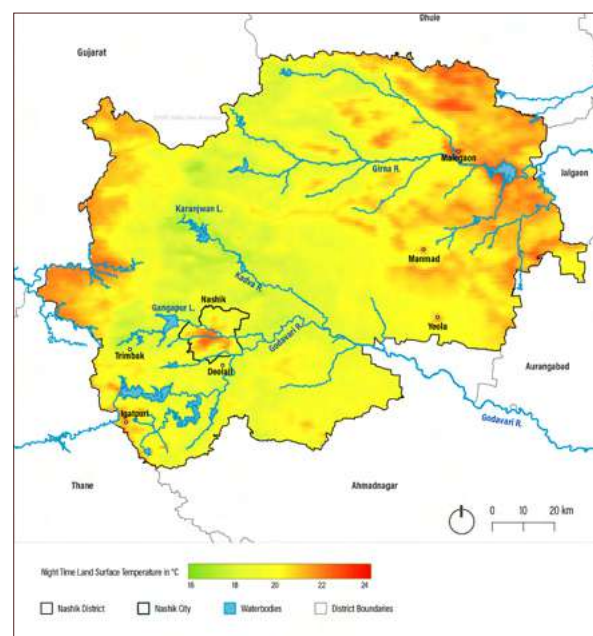 Dhule
Gujarat
Malegaon
Jalgaon
Girna R.
Karanjwan L.
Manmad
Kadva R.
Nashik
Gangapur L.
Yeola
Godavari R.
Trimbak
Deolali
Aurangabad
Igatpuri
Godavari R.
Thane
Ahmadnagar
0 10 20 km
Night Time Land Surface Temperature in °C
16 18 20 22 24
Nashik District
Nashik City
Waterbodies
District Boundaries